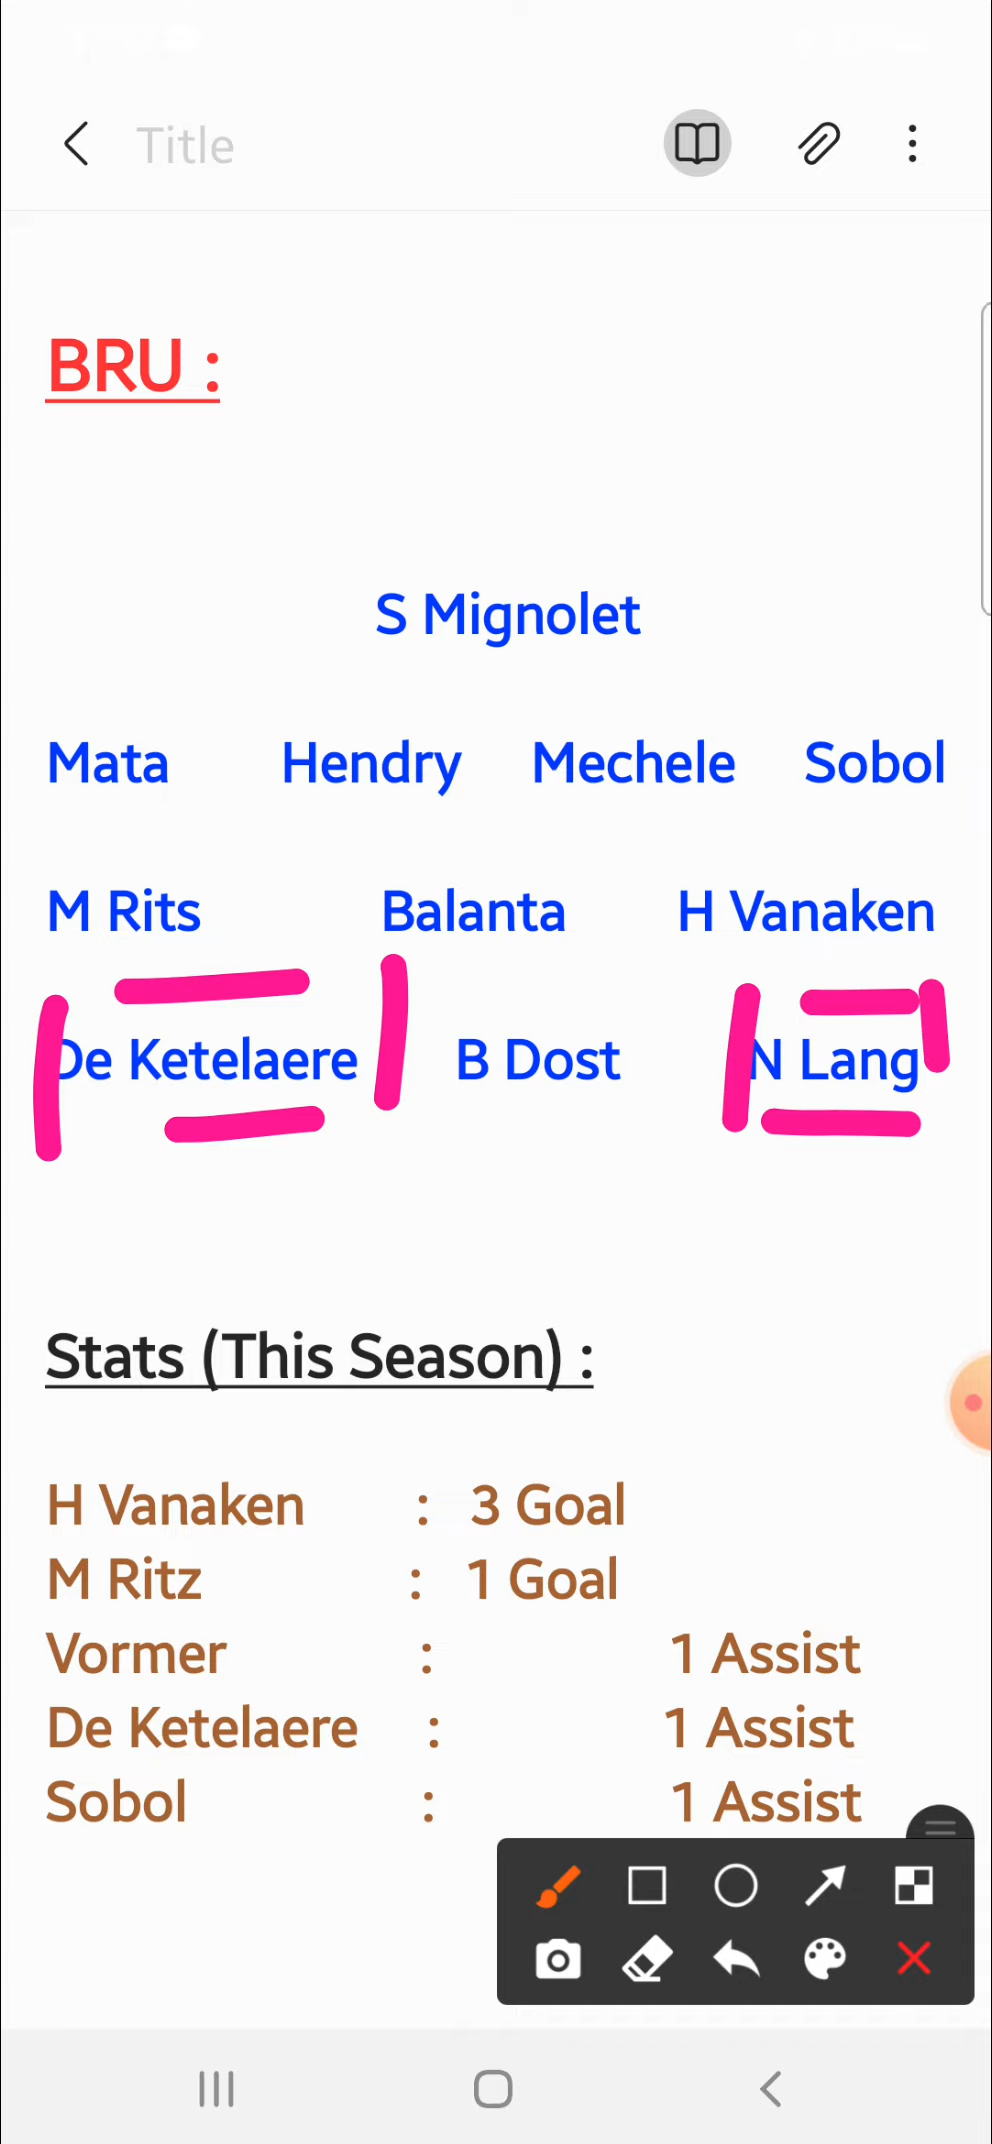 Title
BRU :
S Mignolet
Mata Hendry Mechele Sobol
M Rits Balanta H Vanaken
De Ketelaere B Dost N Lang
Stats (This Season) :
H Vanaken : 3 Goal
M Ritz : 1 Goal
Vormer : 1 Assist
De Ketelaere : 1 Assist
Sobol : 1 Assist